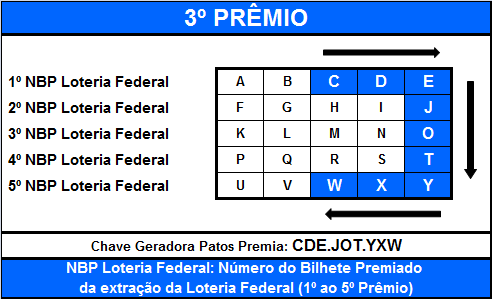 3º PRÊMIO
1º NBP Loteria Federal A B C D E
2º NBP Loteria Federal F G H I J
3º NBP Loteria Federal K L M N O
4º NBP Loteria Federal P Q R S T
5º NBP Loteria Federal U V W X Y
Chave Geradora Patos Premia: CDE.JOT.YXW
NBP Loteria Federal: Número do Bilhete Premiado
da extração da Loteria Federal (1º ao 5º Prêmio)